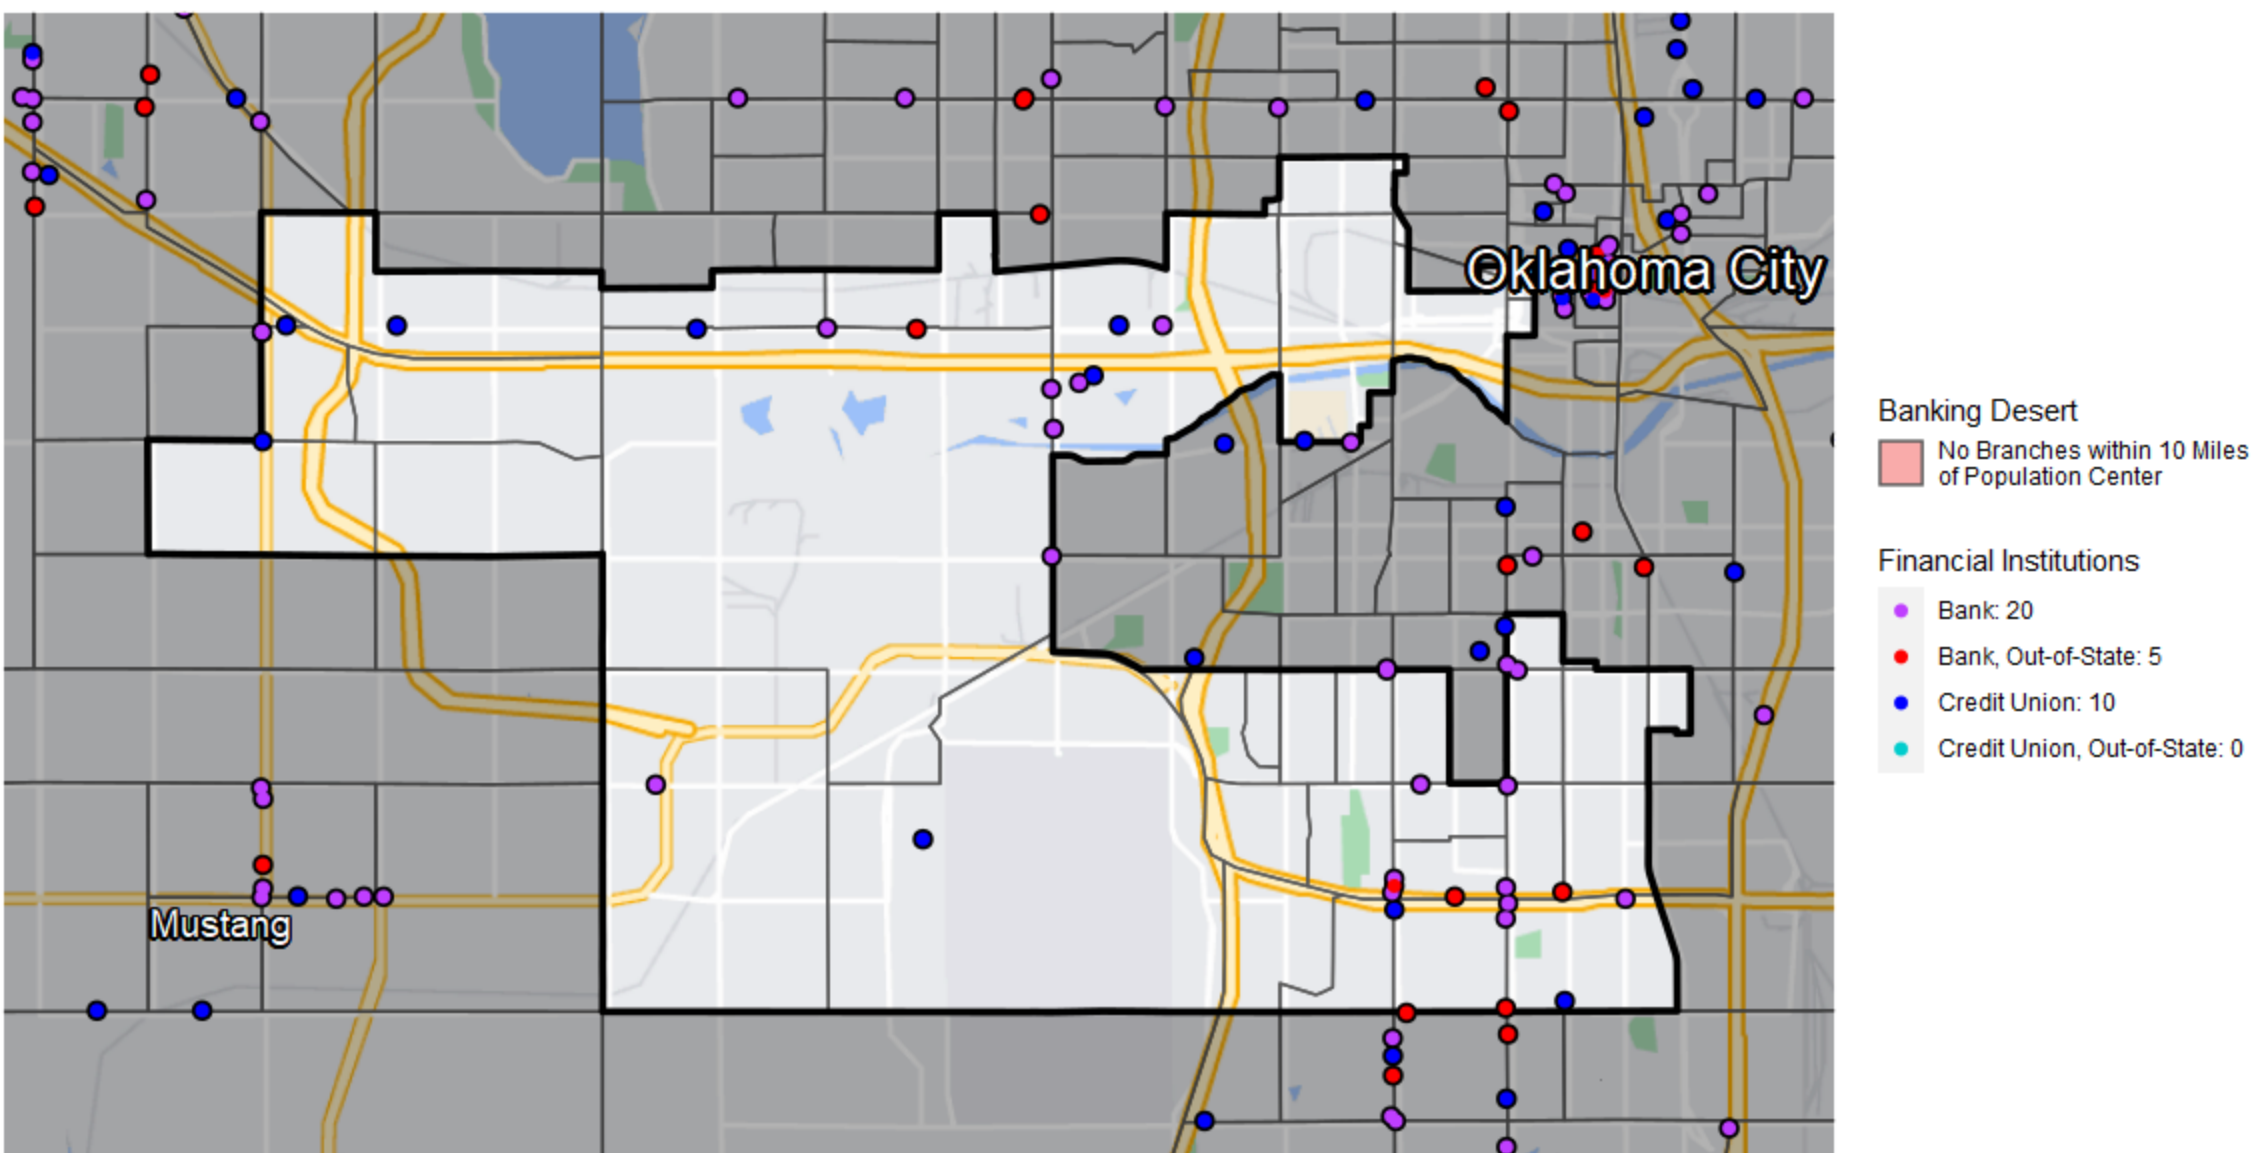 Oklahoma City
Mustang
Banking Desert
No Branches within 10 Miles
of Population Center
Financial Institutions
Bank: 20
Bank, Out-of-State: 5
Credit Union: 10
Credit Union, Out-of-State: 0